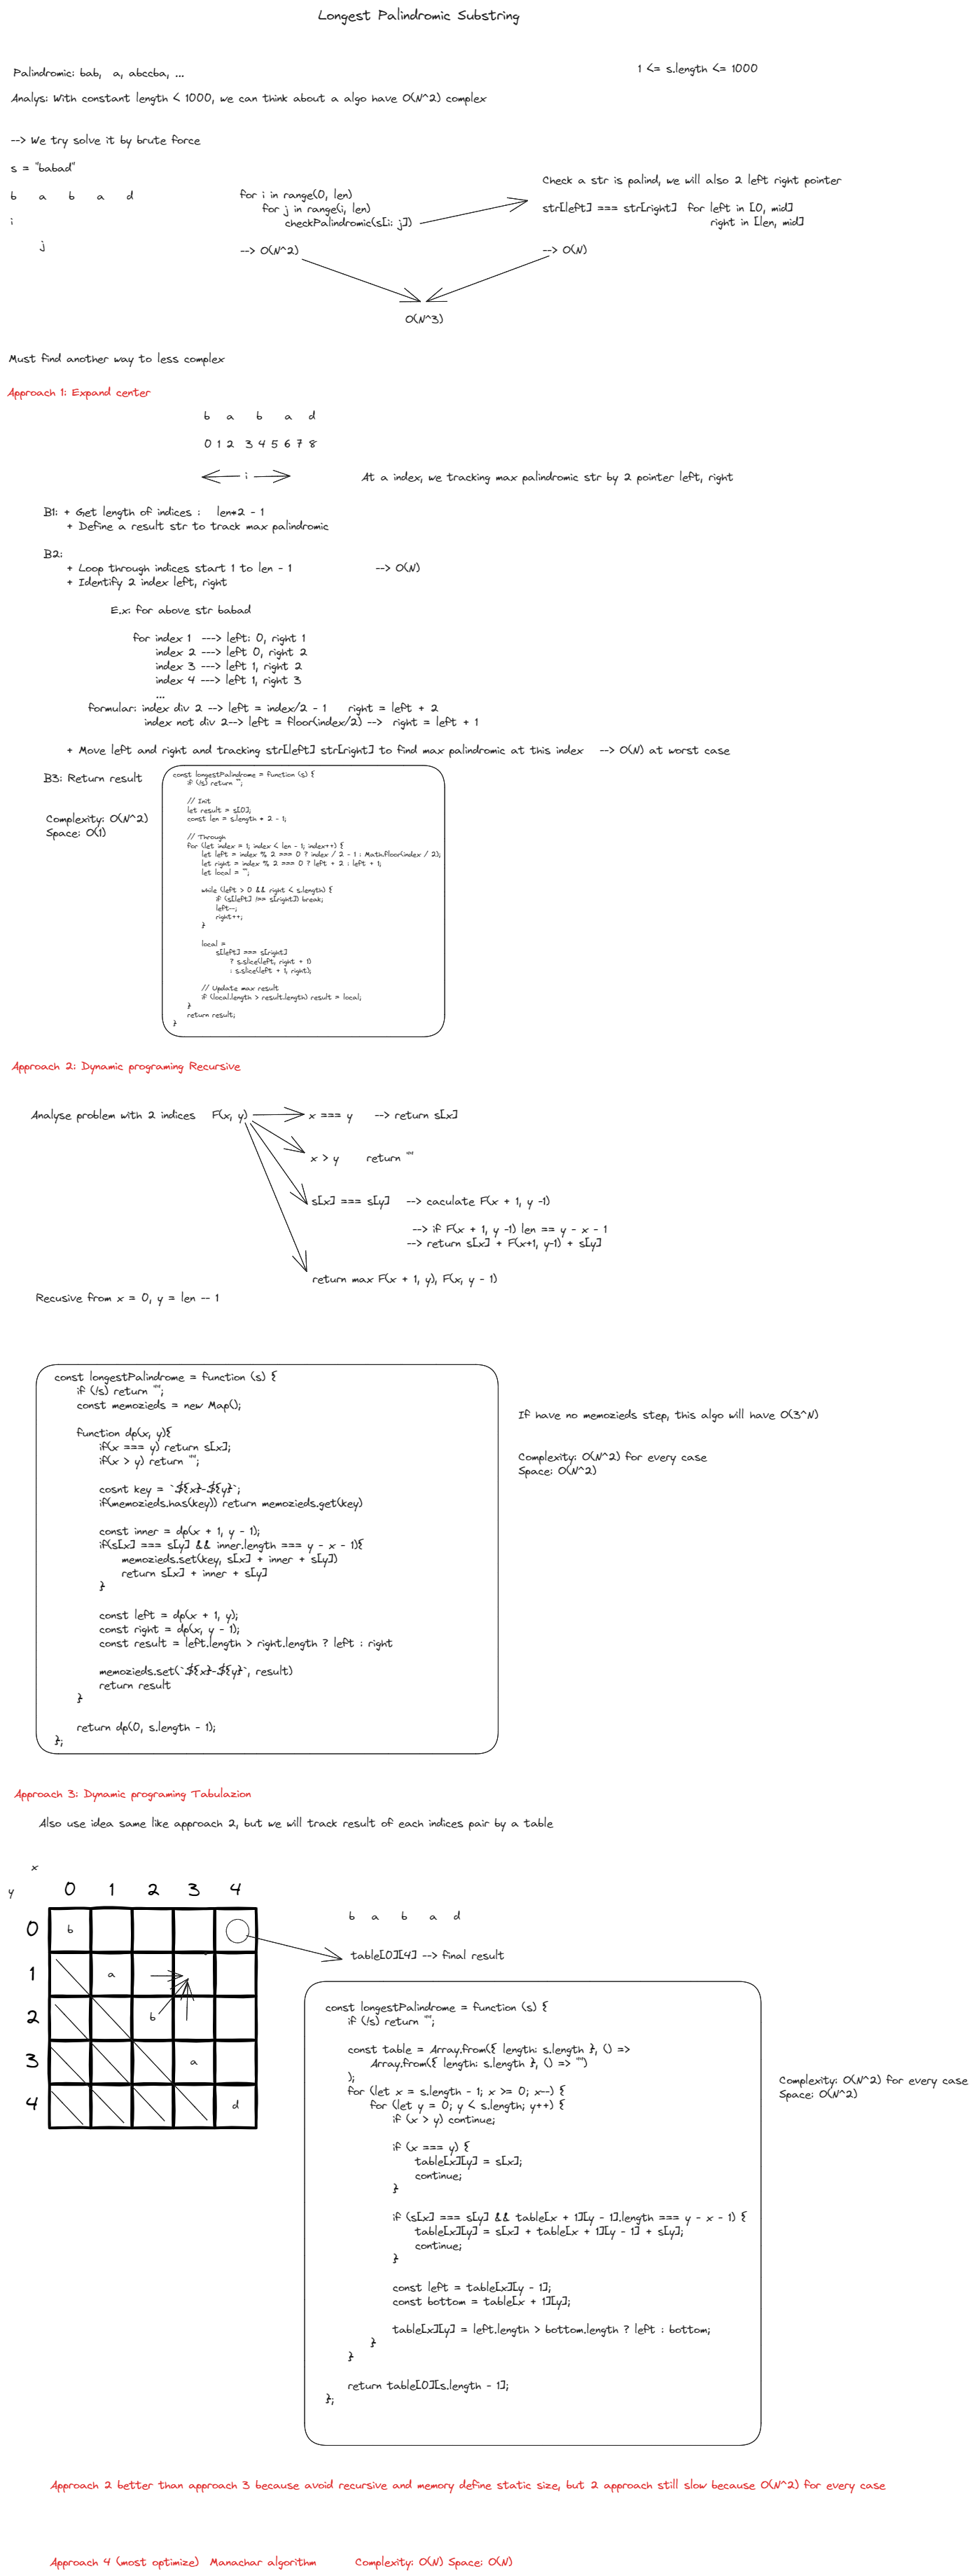 Longest Palindromic Substring
Palindromic: bab, a, abccba, ...
1 <= s.length <= 1000
Analys: With constant length < 1000, we can think about a algo have O(N^2) complex
--> We try solve it by brute force
s = "babad"
b a b a d
i
j
for i in range(0, len)
for j in range(i, len)
checkPalindromic(s[i: j])
--> O(N^2)
Check a str is palind, we will also 2 left right pointer
str[left] === str[right] for left in [0, mid]
right in [len, mid]
--> O(N)
O(N^3)
Must find another way to less complex
Approach 1: Expand center
b a b a d
0 1 2 3 4 5 6 7 8
i
At a index, we tracking max palindromic str by 2 pointer left, right
B1: + Get length of indices : len*2 - 1
+ Define a result str to track max palindromic
B2:
+ Loop through indices start 1 to len - 1 --> O(N)
+ Identify 2 index left, right
E.x: for above str babad
for index 1 ---> left: 0, right 1
index 2 ---> left 0, right 2
index 3 ---> left 1, right 2
index 4 ---> left 1, right 3
...
formular: index div 2 --> left = index/2 - 1 right = left + 2
index not div 2--> left = floor(index/2) --> right = left + 1
+ Move left and right and tracking str[left] str[right] to find max palindromic at this index --> O(N) at worst case
B3: Return result
Complexity: O(N^2)
Space: O(1)
const longestPalindrome = function (s) {
if (!s) return "";
// Init
let result = s[0];
const len = s.length * 2 - 1;
// Through
for (let index = 1; index < len - 1; index++) {
let left = index % 2 === 0 ? index / 2 - 1 : Math.floor(index / 2);
let right = index % 2 === 0 ? left + 2 : left + 1;
let local = "";
while (left > 0 && right < s.length) {
if (s[left] !== s[right]) break;
left--;
right++;
}
local =
s[left] === s[right]
? s.slice(left, right + 1)
: s.slice(left + 1, right);
// Update max result
if (local.length > result.length) result = local;
}
return result;
}
Approach 2: Dynamic programing Recursive
Analyse problem with 2 indices F(x, y)
x === y --> return s[x]
x > y return ""
s[x] === s[y] --> caculate F(x + 1, y -1)
--> if F(x + 1, y -1) len == y - x - 1
--> return s[x] + F(x+1, y-1) + s[y]
return max F(x + 1, y), F(x, y - 1)
Recusive from x = 0, y = len -- 1
const longestPalindrome = function (s) {
if (!s) return "";
const memozieds = new Map();
function dp(x, y){
if(x === y) return s[x];
if(x > y) return "";
cosnt key = `${x}-${y}`;
if(memozieds.has(key)) return memozieds.get(key)
const inner = dp(x + 1, y - 1);
if(s[x] === s[y] && inner.length === y - x - 1){
memozieds.set(key, s[x] + inner + s[y])
return s[x] + inner + s[y]
}
const left = dp(x + 1, y);
const right = dp(x, y - 1);
const result = left.length > right.length ? left : right
memozieds.set(`${x}-${y}`, result)
return result
}
return dp(0, s.length - 1);
};
If have no memozieds step, this algo will have O(3^N)
Complexity: O(N^2) for every case
Space: O(N^2)
Approach 3: Dynamic programing Tabulazion
Also use idea same like approach 2, but we will track result of each indices pair by a table
x
y
0 1 2 3 4
0 b
1 a
2 b
3 a
4 d
b a b a d
table[0][4] --> final result
const longestPalindrome = function (s) {
if (!s) return "";
const table = Array.from({ length: s.length }, () =>
Array.from({ length: s.length }, () => "")
);
for (let x = s.length - 1; x >= 0; x--) {
for (let y = 0; y < s.length; y++) {
if (x > y) continue;
if (x === y) {
table[x][y] = s[x];
continue;
}
if (s[x] === s[y] && table[x + 1][y - 1].length === y - x - 1) {
table[x][y] = s[x] + table[x + 1][y - 1] + s[y];
continue;
}
const left = table[x][y - 1];
const bottom = table[x + 1][y];
table[x][y] = left.length > bottom.length ? left : bottom;
}
}
return table[0][s.length - 1];
};
Complexity: O(N^2) for every case
Space: O(N^2)
Approach 2 better than approach 3 because avoid recursive and memory define static size, but 2 approach still slow because O(N^2) for every case
Approach 4 (most optimize) Manachar algorithm Complexity: O(N) Space: O(N)